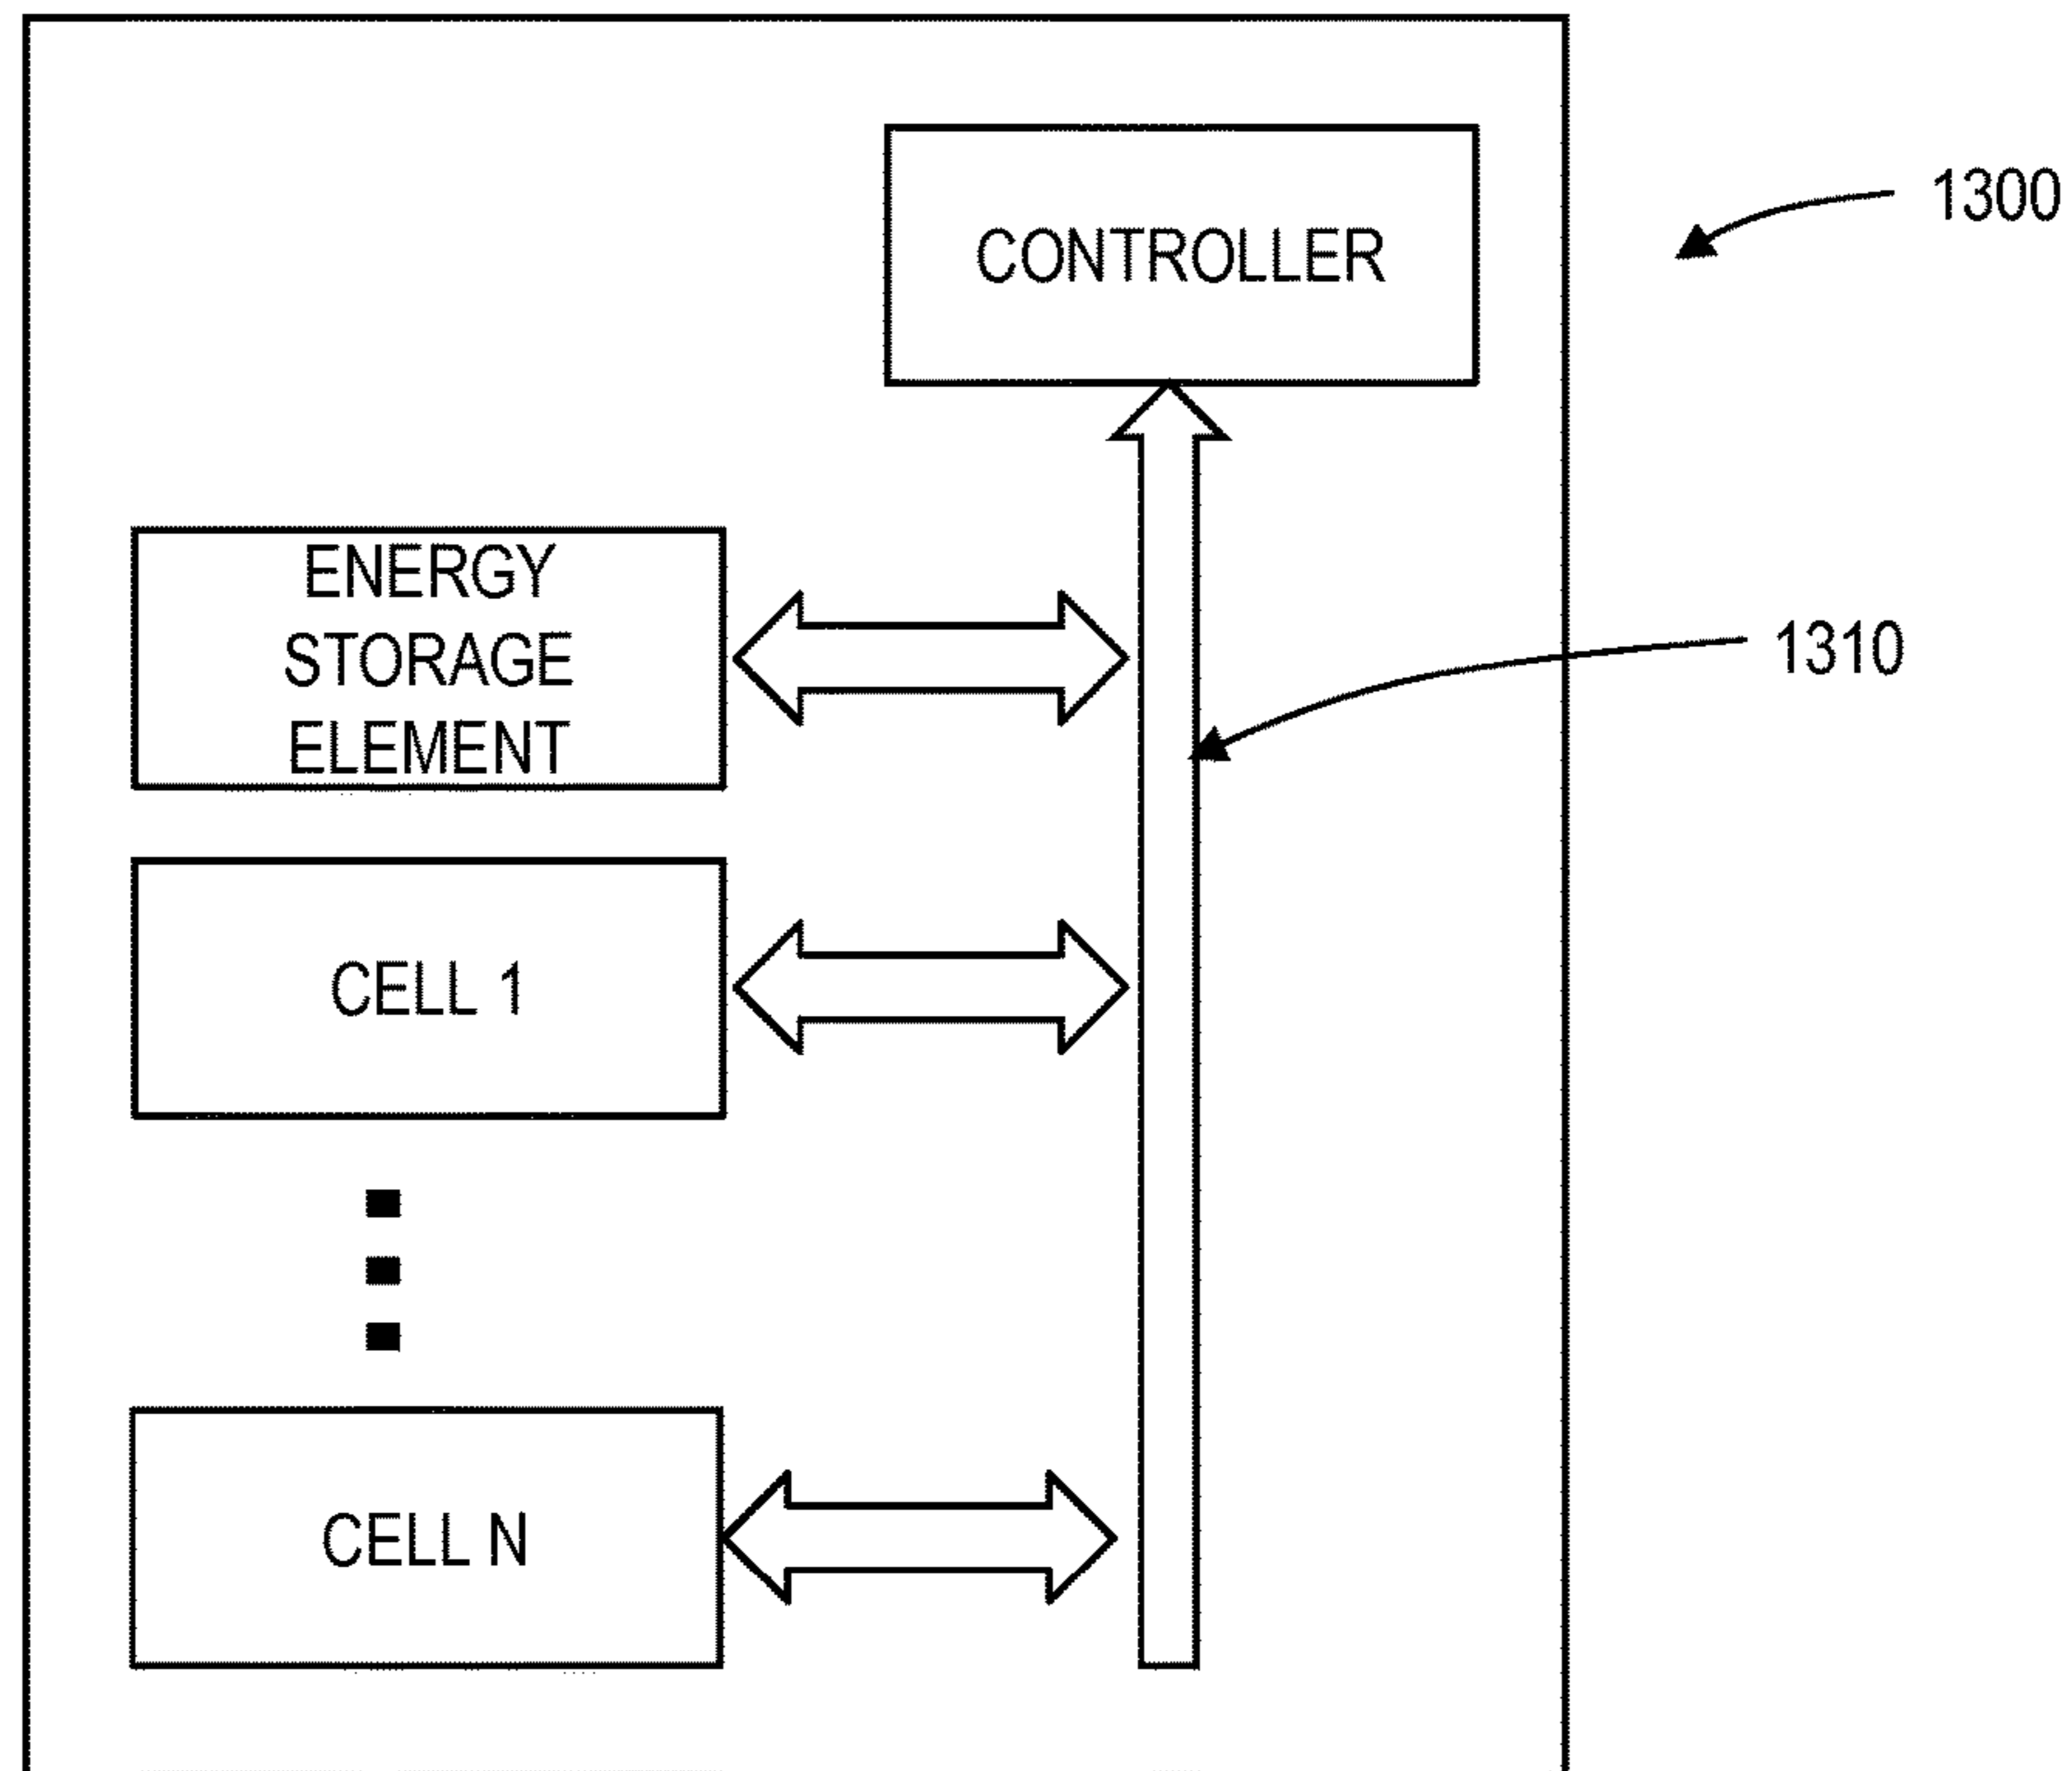 CONTROLLER
1300
ENERGY
STORAGE
ELEMENT
1310
CELL 1
CELL N